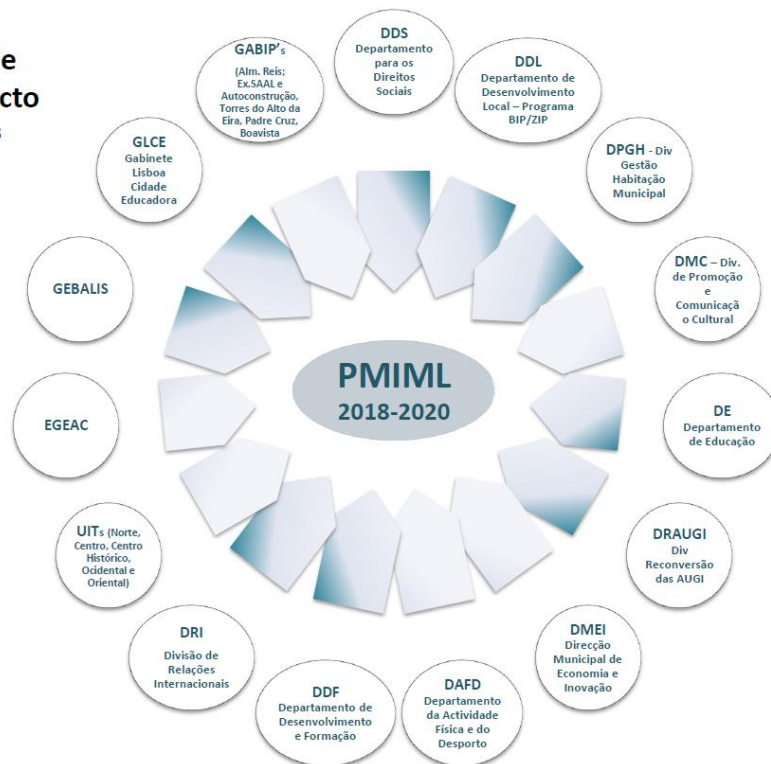 e
cto
DDS
Departamento
para os
Direitos
Sociais
DDL
Departamento de
Desenvolvimento
Local – Programa
BIP/ZIP
DPGH - Div
Gestão
Habitação
Municipal
DMC – Div.
de Promoção
e
Comunicaçã
o Cultural
DE
Departamento
de Educação
DRAUGI
Div
Reconversão
das AUGI
DMEI
Direcção
Municipal de
Economia e
Inovação
DAFD
Departamento
da Actividade
Física e do
Desporto
DDF
Departamento de
Desenvolvimento
e Formação
DRI
Divisão de
Relações
Internacionais
UITs (Norte,
Centro, Centro
Histórico,
Ocidental e
Oriental)
EGEAC
GEBALIS
GLCE
Gabinete
Lisboa
Cidade
Educadora
GABIP's
(Alm. Reis;
Ex.SAAL e
Autoconstrução,
Torres do Alto da
Eira, Padre Cruz,
Boavista
PMIML
2018-2020